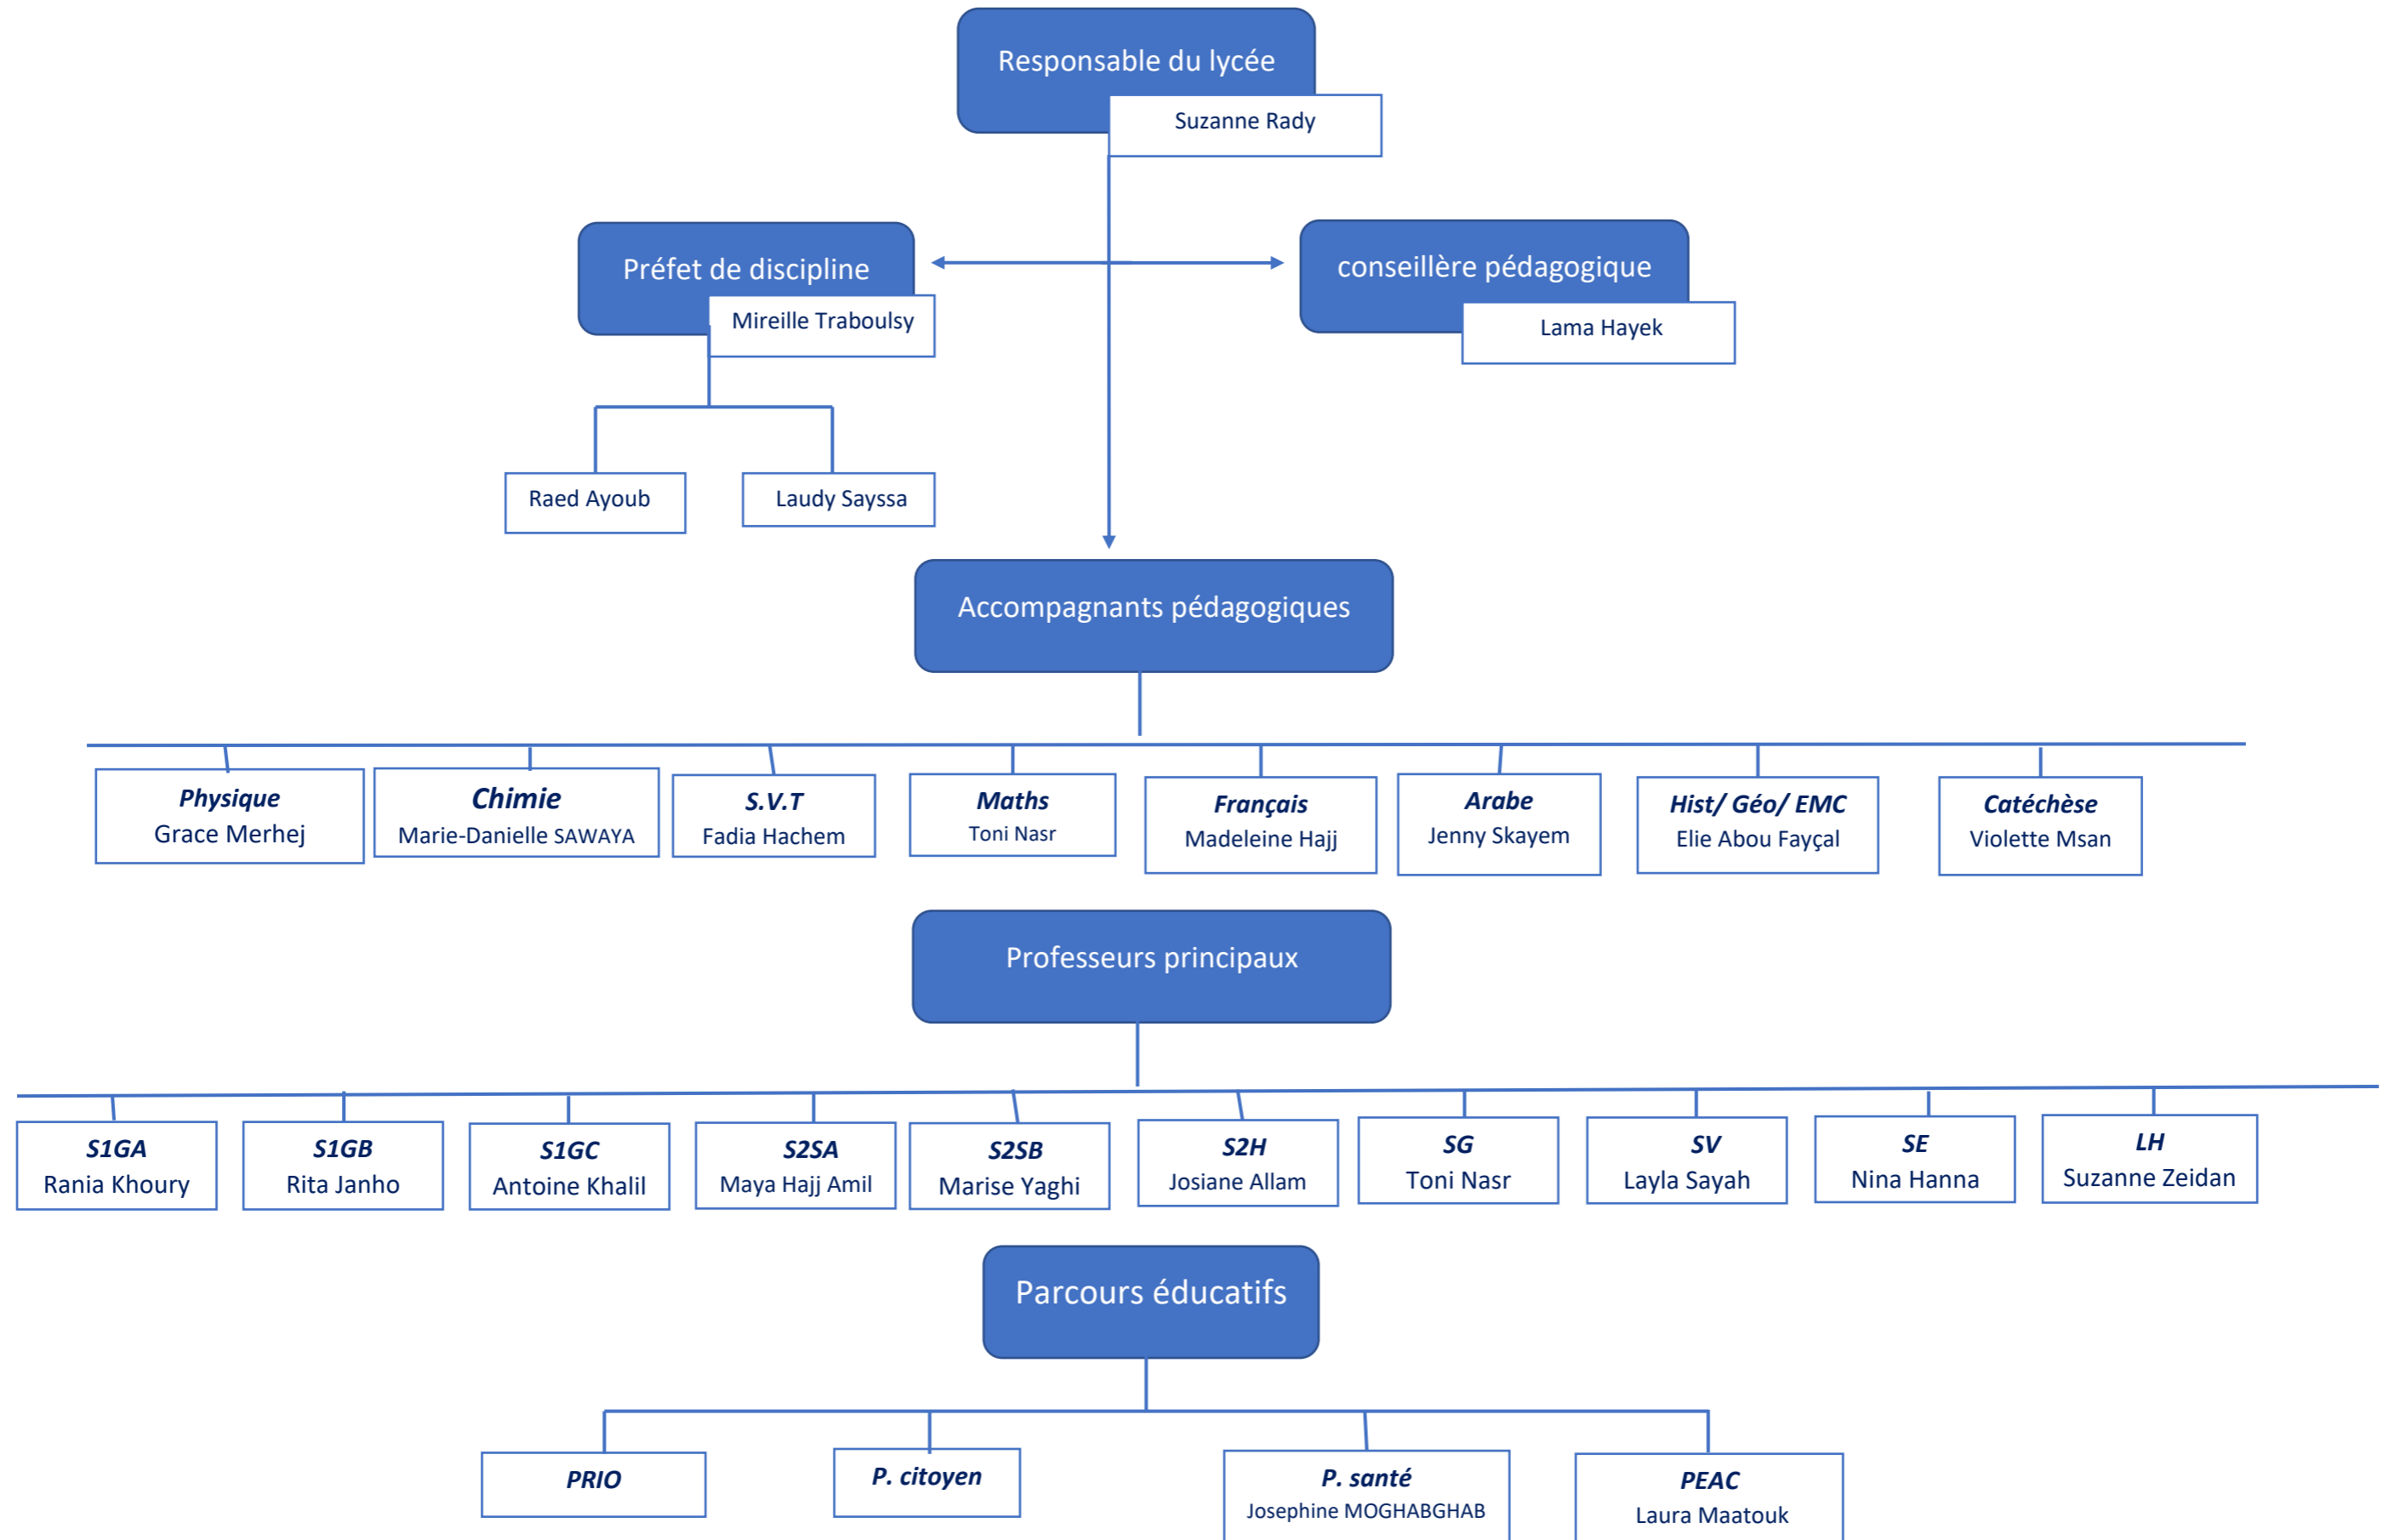 Responsable du lycée
Suzanne Rady
Préfet de discipline
Mireille Traboulsy
conseillère pédagogique
Lama Hayek
Raed Ayoub
Laudy Sayssa
Accompagnants pédagogiques
Physique
Grace Merhej
Chimie
Marie-Danielle SAWAYA
S.V.T
Fadia Hachem
Maths
Toni Nasr
Français
Madeleine Hajj
Arabe
Jenny Skayem
Hist/ Géo/ EMC
Elie Abou Fayçal
Catéchèse
Violette Msan
Professeurs principaux
S1GA
Rania Khoury
S1GB
Rita Janho
S1GC
Antoine Khalil
S2SA
Maya Hajj Amil
S2SB
Marise Yaghi
S2H
Josiane Allam
SG
Toni Nasr
SV
Layla Sayah
SE
Nina Hanna
LH
Suzanne Zeidan
Parcours éducatifs
PRIO
P. citoyen
P. santé
Josephine MOGHABGHAB
PEAC
Laura Maatouk